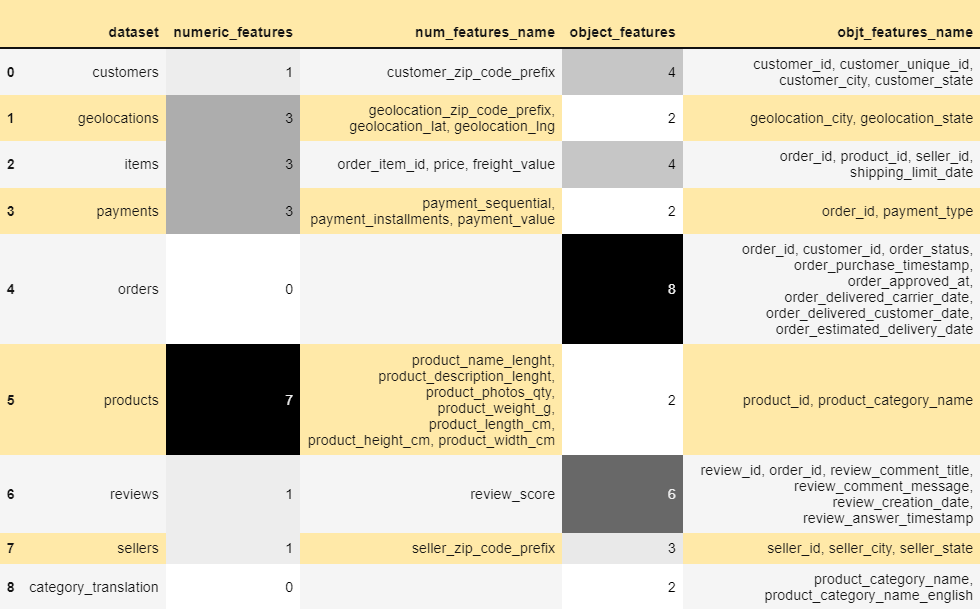 dataset numeric_features num_features_name object_features objt_features_name
0 customers 1 customer_zip_code_prefix 4 customer_id, customer_unique_id,
customer_city, customer_state
1 geolocations 3 geolocation_zip_code_prefix,
geolocation_lat, geolocation_lng 2 geolocation_city, geolocation_state
2 items 3 order_item_id, price, freight_value 4 order_id, product_id, seller_id,
shipping_limit_date
3 payments 3 payment_sequential,
payment_installments, payment_value 2 order_id, payment_type
4 orders 0 8 order_id, customer_id, order_status,
order_purchase_timestamp,
order_approved_at,
order_delivered_carrier_date,
order_delivered_customer_date,
order_estimated_delivery_date
5 products 7 product_name_lenght,
product_description_lenght,
product_photos_qty,
product_weight_g,
product_length_cm,
product_height_cm, product_width_cm 2 product_id, product_category_name
6 reviews 1 review_score 6 review_id, order_id, review_comment_title,
review_comment_message,
review_creation_date,
review_answer_timestamp
7 sellers 1 seller_zip_code_prefix 3 seller_id, seller_city, seller_state
8 category_translation 0 2 product_category_name,
product_category_name_english